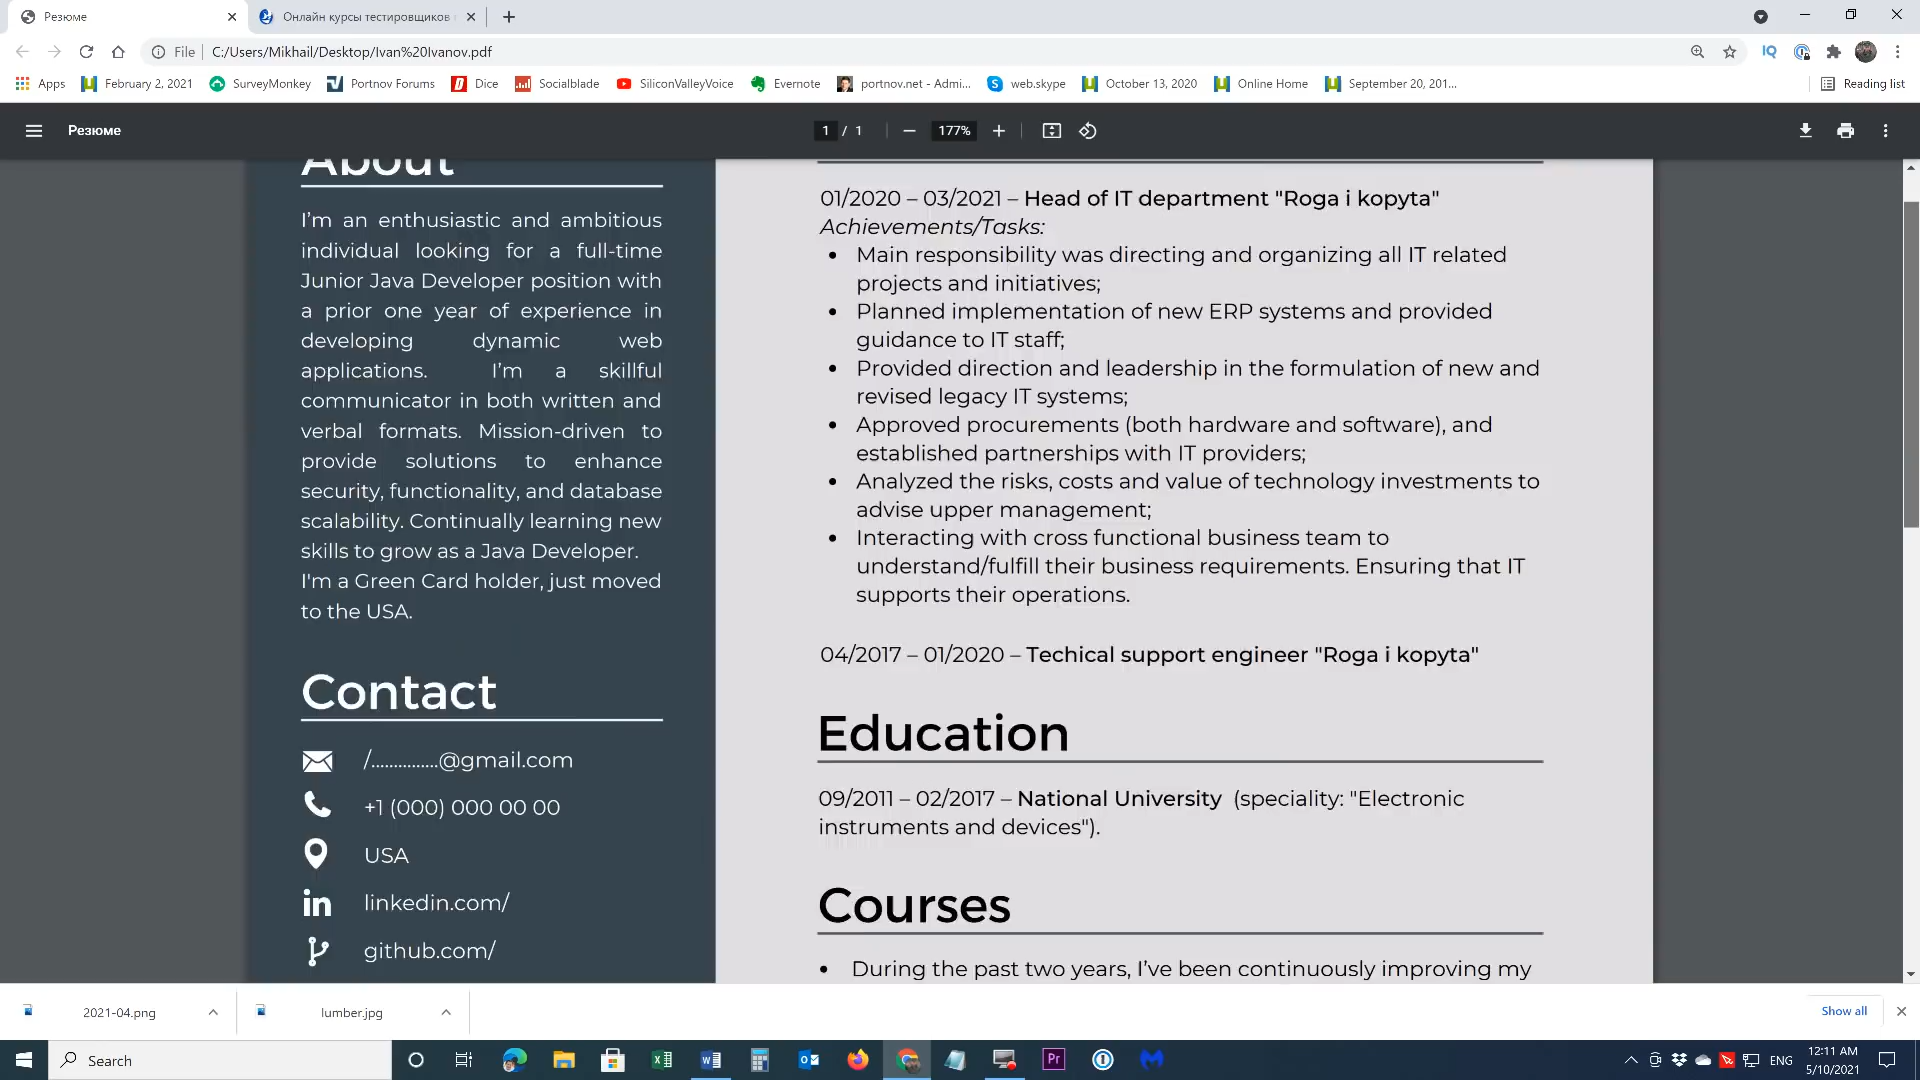 Резюме
Онлайн курсы тестировщиков
File
C:/Users/Mikhail/Desktop/Ivan%20Ivanov.pdf
IQ
Apps
February 2, 2021
SurveyMonkey
Portnov Forums
Dice
Socialblade
SiliconValleyVoice
Evernote
portnov.net - Admi...
web.skype
October 13, 2020
Online Home
September 20, 201...
Reading list
Резюме
1 / 1
177%
About
I'm an enthusiastic and ambitious
individual looking for a full-time
Junior Java Developer position with
a prior one year of experience in
developing dynamic web
applications. I'm a skillful
communicator in both written and
verbal formats. Mission-driven to
provide solutions to enhance
security, functionality, and database
scalability. Continually learning new
skills to grow as a Java Developer.
I'm a Green Card holder, just moved
to the USA.
Contact
/...............@gmail.com
+1 (000) 000 00 00
USA
in linkedin.com/
github.com/
01/2020 – 03/2021 – Head of IT department "Roga i kopyta"
Achievements/Tasks:
• Main responsibility was directing and organizing all IT related
projects and initiatives;
• Planned implementation of new ERP systems and provided
guidance to IT staff;
• Provided direction and leadership in the formulation of new and
revised legacy IT systems;
• Approved procurements (both hardware and software), and
established partnerships with IT providers;
• Analyzed the risks, costs and value of technology investments to
advise upper management;
• Interacting with cross functional business team to
understand/fulfill their business requirements. Ensuring that IT
supports their operations.
04/2017 – 01/2020 – Techical support engineer "Roga i kopyta"
Education
09/2011 – 02/2017 – National University (speciality: "Electronic
instruments and devices").
Courses
• During the past two years, I've been continuously improving my
2021-04.png
lumber.jpg
Show all
Search
Pr
ENG
12:11 AM
5/10/2021